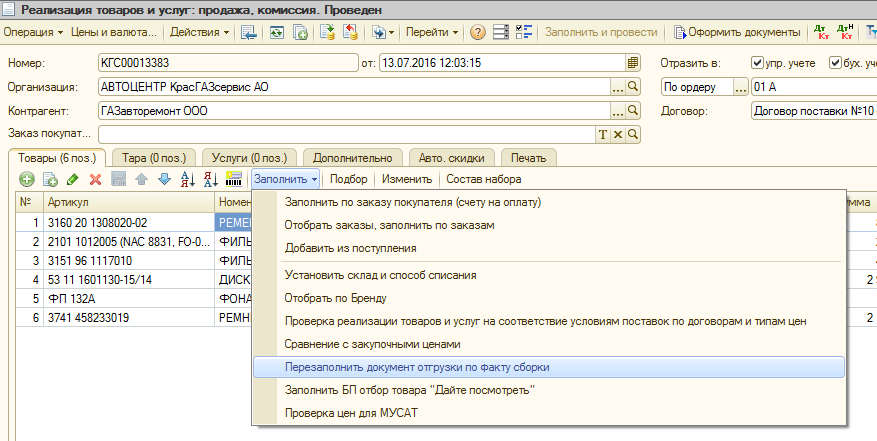 Реализация товаров и услуг: продажа, комиссия. Проведен
Операция Цены и валюта... Действия Перейти Заполнить и провести Оформить документы Дт Кт ДтН Кт
Номер: КГС00013383 от: 13.07.2016 12:03:15 Отразить в: упр. учете бух. уче
Организация: АВТОЦЕНТР КрасГАЗсервис АО ... По ордеру ... 01 А
Контрагент: ГАЗавторемонт ООО ... Договор: Договор поставки №10
Заказ покупат... T
Товары (6 поз.) Тара (0 поз.) Услуги (0 поз.) Дополнительно Авто. скидки Печать
Заполнить Подбор Изменить Состав набора
№ Артикул Номен умма
1 3160 20 1308020-02 РЕМЕН
2 2101 1012005 (NAC 8831, FO-0... ФИЛЬ
3 3151 96 1117010 ФИЛЬ
4 53 11 1601130-15/14 ДИСК 2
5 ФП 132А ФОНА
6 3741 458233019 РЕМН 2
Заполнить по заказу покупателя (счету на оплату)
Отобрать заказы, заполнить по заказам
Добавить из поступления
Установить склад и способ списания
Отобрать по Бренду
Проверка реализации товаров и услуг на соответствие условиям поставок по договорам и типам цен
Сравнение с закупочными ценами
Перезаполнить документ отгрузки по факту сборки
Заполнить БП отбор товара "Дайте посмотреть"
Проверка цен для МУСАТ